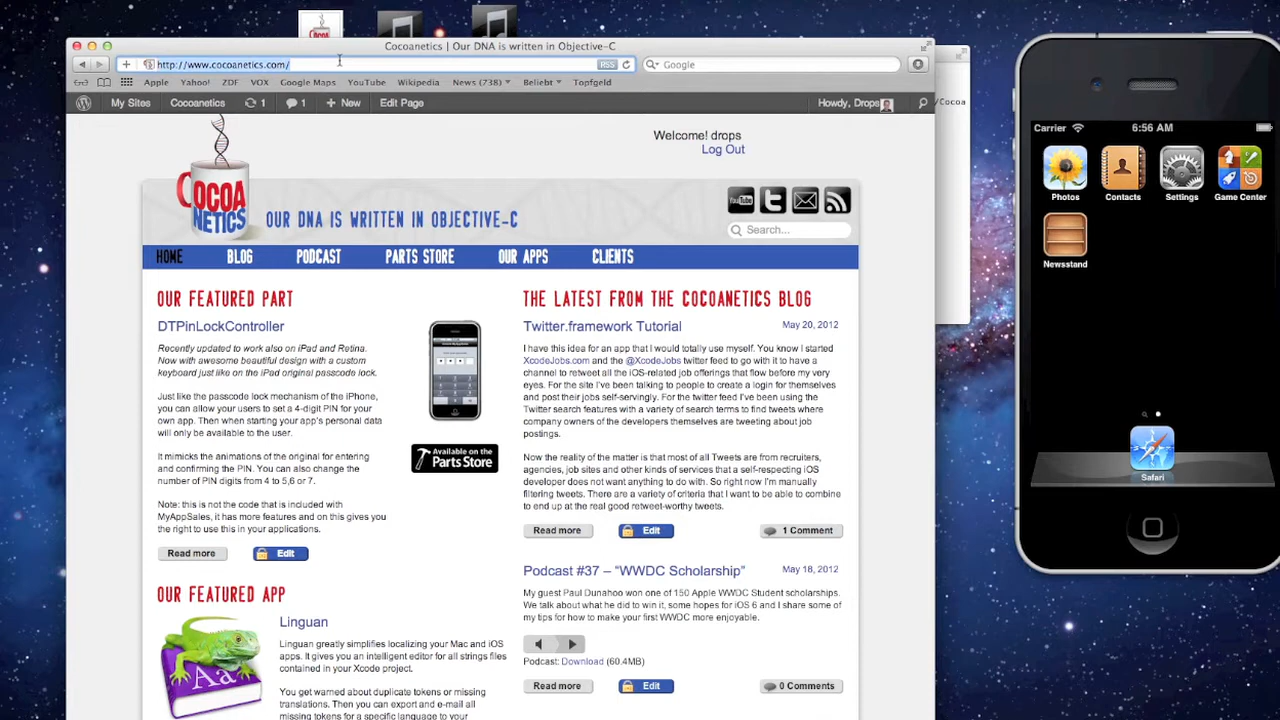 Cocoanetics | Our DNA is written in Objective-C
http://www.cocoanetics.com/
RSS
Google
Apple
Yahoo!
ZDF
VOX
Google Maps
YouTube
Wikipedia
News (738)
Beliebt
Topfgeld
My Sites
Cocoanetics
1
1
New
Edit Page
Howdy, Drops
/Cocoa
Welcome! drops
Log Out
COCOA
NETICS
OUR DNA IS WRITTEN IN OBJECTIVE-C
YouTube
Search...
HOME
BLOG
PODCAST
PARTS STORE
OUR APPS
CLIENTS
OUR FEATURED PART
DTPinLockController
Recently updated to work also on iPad and Retina.
Now with awesome beautiful design with a custom
keyboard just like on the iPad original passcode lock.
Just like the passcode lock mechanism of the iPhone,
you can allow your users to set a 4-digit PIN for your
own app. Then when starting your app's personal data
will only be available to the user.
It mimicks the animations of the original for entering
and confirming the PIN. You can also change the
number of PIN digits from 4 to 5,6 or 7.
Note: this is not the code that is included with
MyAppSales, it has more features and on this gives you
the right to use this in your applications.
Available on the
Parts Store
Read more
Edit
OUR FEATURED APP
Linguan
Linguan greatly simplifies localizing your Mac and iOS
apps. It gives you an intelligent editor for all strings files
contained in your Xcode project.
You get warned about duplicate tokens or missing
translations. Then you can export and e-mail all
missing tokens for a specific language to your
Aa
THE LATEST FROM THE COCOANETICS BLOG
Twitter.framework Tutorial
May 20, 2012
I have this idea for an app that I would totally use myself. You know I started
XcodeJobs.com and the @XcodeJobs twitter feed to go with it to have a
channel to retweet all the iOS-related job offerings that flow before my very
eyes. For the site I've been talking to people to create a login for themselves
and post their jobs self-servingly. For the twitter feed I've been using the
Twitter search features with a variety of search terms to find tweets where
company owners of the developers themselves are tweeting about job
postings.
Now the reality of the matter is that most of all Tweets are from recruiters,
agencies, job sites and other kinds of services that a self-respecting iOS
developer does not want anything to do with. So right now I'm manually
filtering tweets. There are a variety of criteria that I want to be able to combine
to end up at the real good retweet-worthy tweets.
Read more
Edit
1 Comment
Podcast #37 – “WWDC Scholarship”
May 18, 2012
My guest Paul Dunahoo won one of 150 Apple WWDC Student scholarships.
We talk about what he did to win it, some hopes for iOS 6 and I share some of
my tips for how to make your first WWDC more enjoyable.
Podcast: Download (60.4MB)
Read more
Edit
0 Comments
Carrier
6:56 AM
Photos
Contacts
Settings
Game Center
Newsstand
Safari